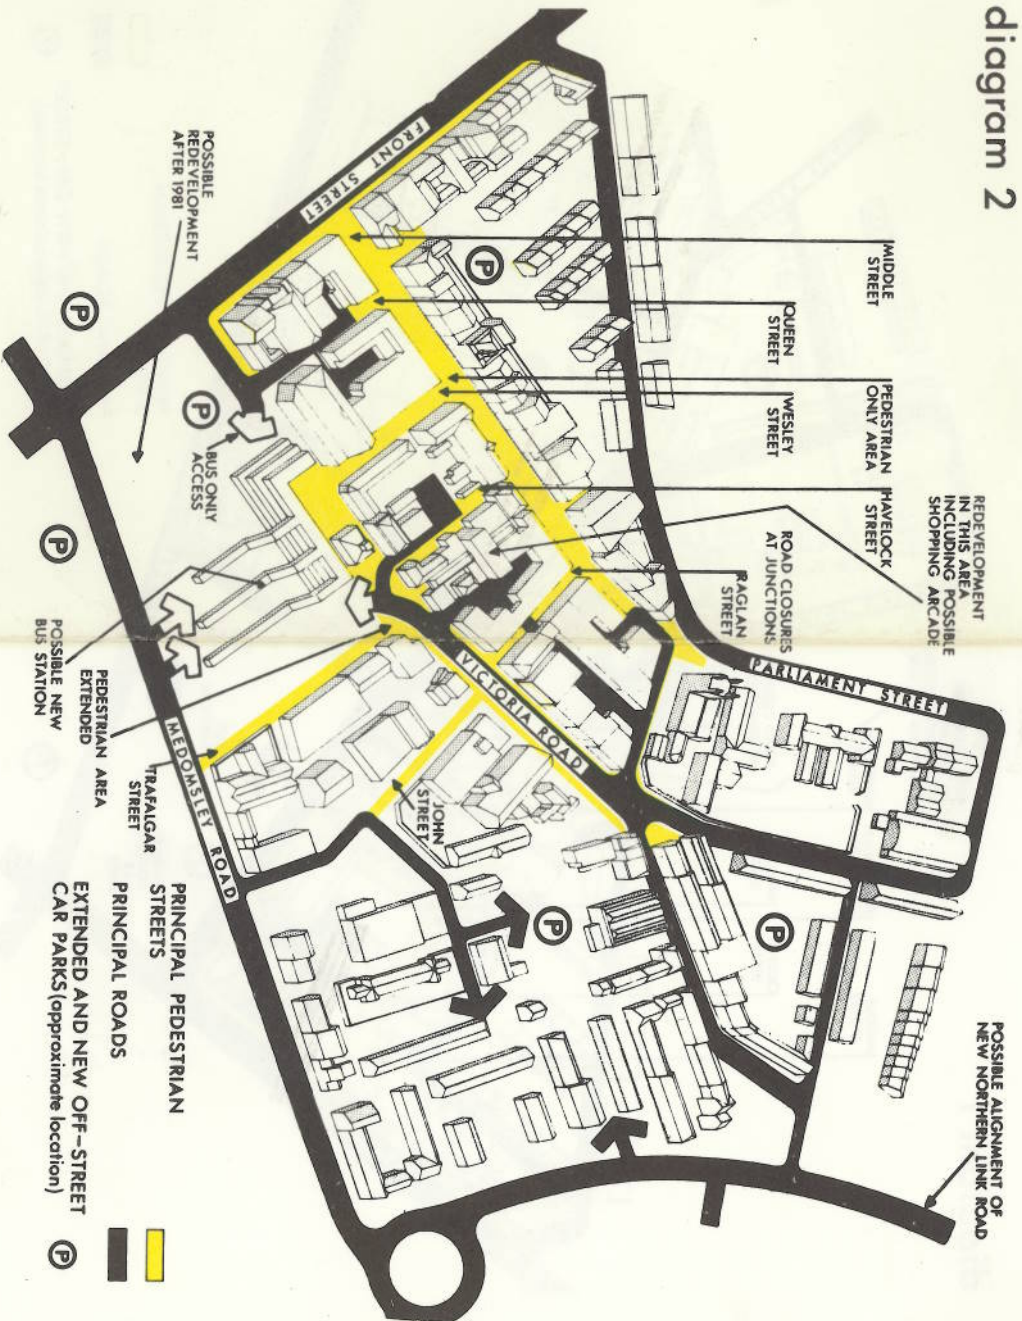 diagram 2
MIDDLE
STREET
QUEEN
STREET
PEDESTRIAN
ONLY AREA
WESLEY
STREET
HAVELOCK
STREET
REDEVELOPMENT
IN THIS AREA
INCLUDING POSSIBLE
SHOPPING ARCADE
ROAD CLOSURES
AT JUNCTIONS
RAGLAN
STREET
PARLIAMENT STREET
POSSIBLE ALIGNMENT OF
NEW NORTHERN LINK ROAD
FRONT STREET
P
P
POSSIBLE
REDEVELOPMENT
AFTER 1981
P
BUS ONLY
ACCESS
P
VICTORIA ROAD
POSSIBLE NEW
BUS STATION
PEDESTRIAN AREA
EXTENDED
TRAFALGAR
STREET
MEDOMSLEY ROAD
JOHN
STREET
P
P
PRINCIPAL PEDESTRIAN
STREETS
PRINCIPAL ROADS
EXTENDED AND NEW OFF-STREET
CAR PARKS (approximate location)
P